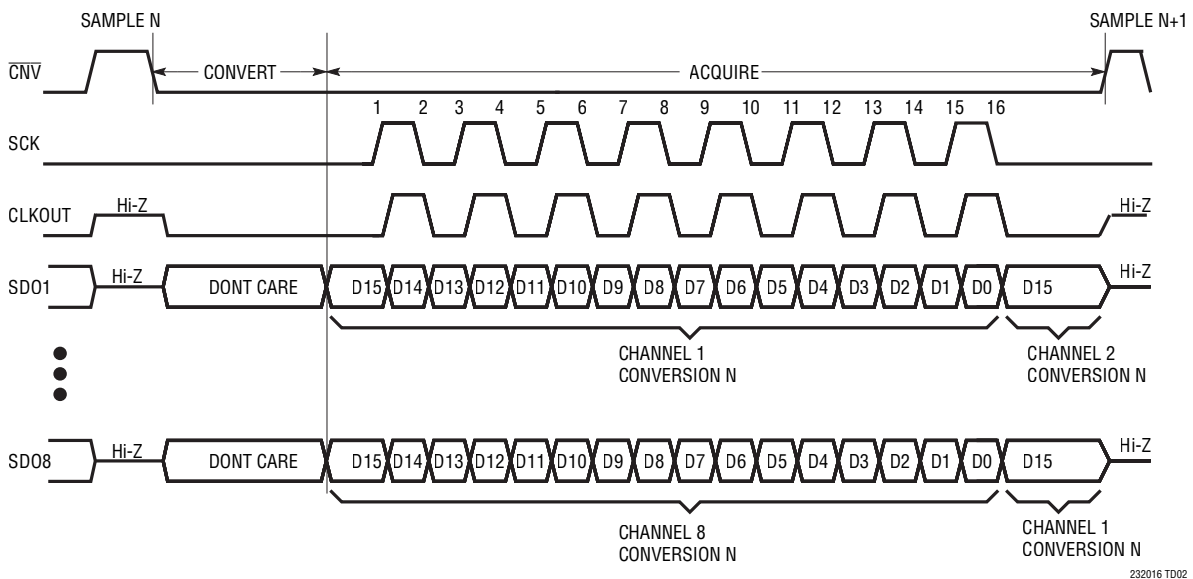 SAMPLE N SAMPLE N+1
CNV CONVERT ACQUIRE
1 2 3 4 5 6 7 8 9 10 11 12 13 14 15 16
SCK
CLKOUT Hi-Z Hi-Z
SDO1 Hi-Z DONT CARE D15 D14 D13 D12 D11 D10 D9 D8 D7 D6 D5 D4 D3 D2 D1 D0 D15 Hi-Z
CHANNEL 1 CHANNEL 2
CONVERSION N CONVERSION N
SDO8 Hi-Z DONT CARE D15 D14 D13 D12 D11 D10 D9 D8 D7 D6 D5 D4 D3 D2 D1 D0 D15 Hi-Z
CHANNEL 8 CHANNEL 1
CONVERSION N CONVERSION N
232016 TD02